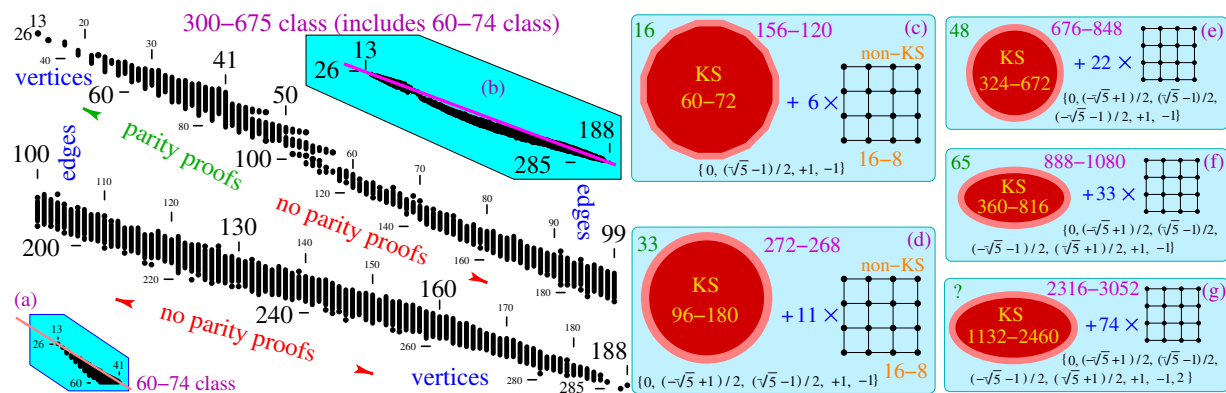 300−675 class (includes 60−74 class)
13
20
30
41
50
26
40
60
80
100
vertices
edges
parity proofs
(b)
13
26
188
285
edges
60
70
80
90
99
120
140
160
180
no parity proofs
100
110
120
130
140
150
160
170
180
188
200
220
240
260
280
285
no parity proofs
vertices
(a)
13
26
41
60
60−74 class
16
156−120
(c)
KS
60−72
+ 6 ×
non−KS
16−8
{ 0, (√5 −1) / 2, +1, −1}
33
272−268
(d)
KS
96−180
+11 ×
non−KS
16−8
{0, (−√5 +1) / 2, (√5 −1) / 2, +1, −1}
48
676−848
(e)
KS
324−672
+ 22 ×
{0, (−√5 +1) / 2, (√5 −1)/ 2,
(−√5 −1 ) / 2, +1, −1}
65
888−1080
(f)
KS
360−816
+33 ×
{0, (−√5 +1) / 2, (√5 −1)/ 2,
(−√5 −1 ) / 2, (√5 +1) / 2, +1, −1}
?
2316−3052
(g)
KS
1132−2460
+74 ×
{0, (−√5 +1) / 2, (√5 −1) / 2,
(−√5 −1 ) / 2, (√5 +1) / 2, +1, −1, 2 }